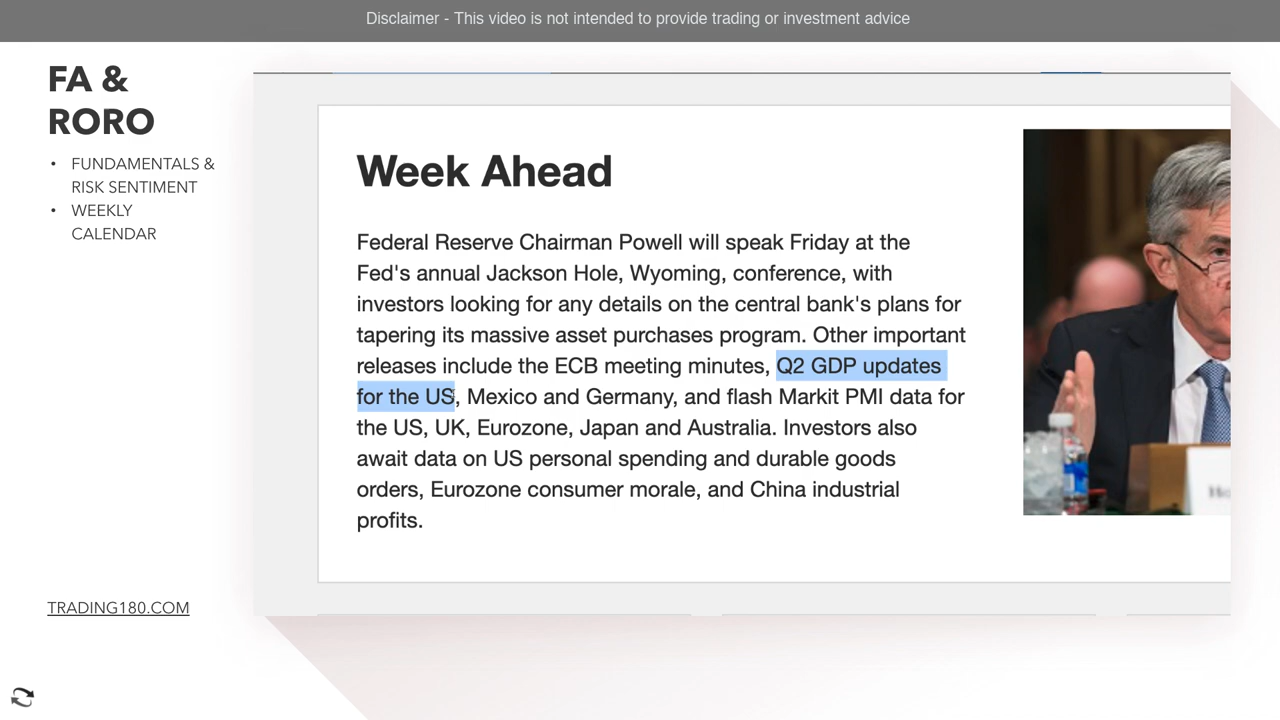 Disclaimer - This video is not intended to provide trading or investment advice
FA &
RORO
• FUNDAMENTALS &
RISK SENTIMENT
• WEEKLY
CALENDAR
TRADING180.COM
Week Ahead
Federal Reserve Chairman Powell will speak Friday at the
Fed's annual Jackson Hole, Wyoming, conference, with
investors looking for any details on the central bank's plans for
tapering its massive asset purchases program. Other important
releases include the ECB meeting minutes, Q2 GDP updates
for the US, Mexico and Germany, and flash Markit PMI data for
the US, UK, Eurozone, Japan and Australia. Investors also
await data on US personal spending and durable goods
orders, Eurozone consumer morale, and China industrial
profits.